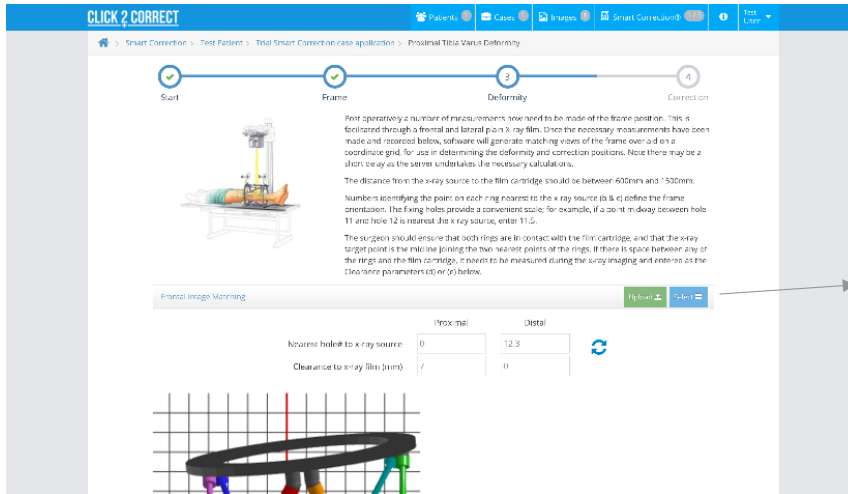 CLICK 2 CORRECT
Patients
Cases
Images 1
Smart Correction®
Test User
> Smart Correction > Test Patient > Trial Smart Correction case application > Proximal Tibia Varus Deformity
3
4
Start
Frame
Deformity
Correction
Post operatively a number of measurements now need to be made of the frame position. This is
facilitated through a frontal and lateral plain X-ray film. Once the necessary measurements have been
made and recorded below, software will generate matching views of the frame over aid on a
coordinate grid, for use in determining the deformity and correction positions. Note there may be a
short delay as the server undertakes the necessary calculations.
The distance from the x-ray source to the film cartridge should be between 600mm and 1500mm.
Numbers identifying the point on each ring nearest to the x ray source (b & c) define the frame
orientation. The fixing holes provide a convenient scale; for example, if a point m dway between hole
11 and hole 12 is nearest the x ray source, enter 11.5.
The surgeon should ensure that both rings are in contact with the film cartridge, and that the x-ray
target point is the mid line joining the two nearest points of the rings. If there is space between any of
the rings and the film cartridge, it needs to be measured during the x-ray imaging and entered as the
Clearance parameters (d) or (e) below.
Frontal Image Matching
Upload
Select
Proximal
Distal
Nearest hole# to x-ray source
0
12.3
Clearance to x-ray film (mm)
7
0